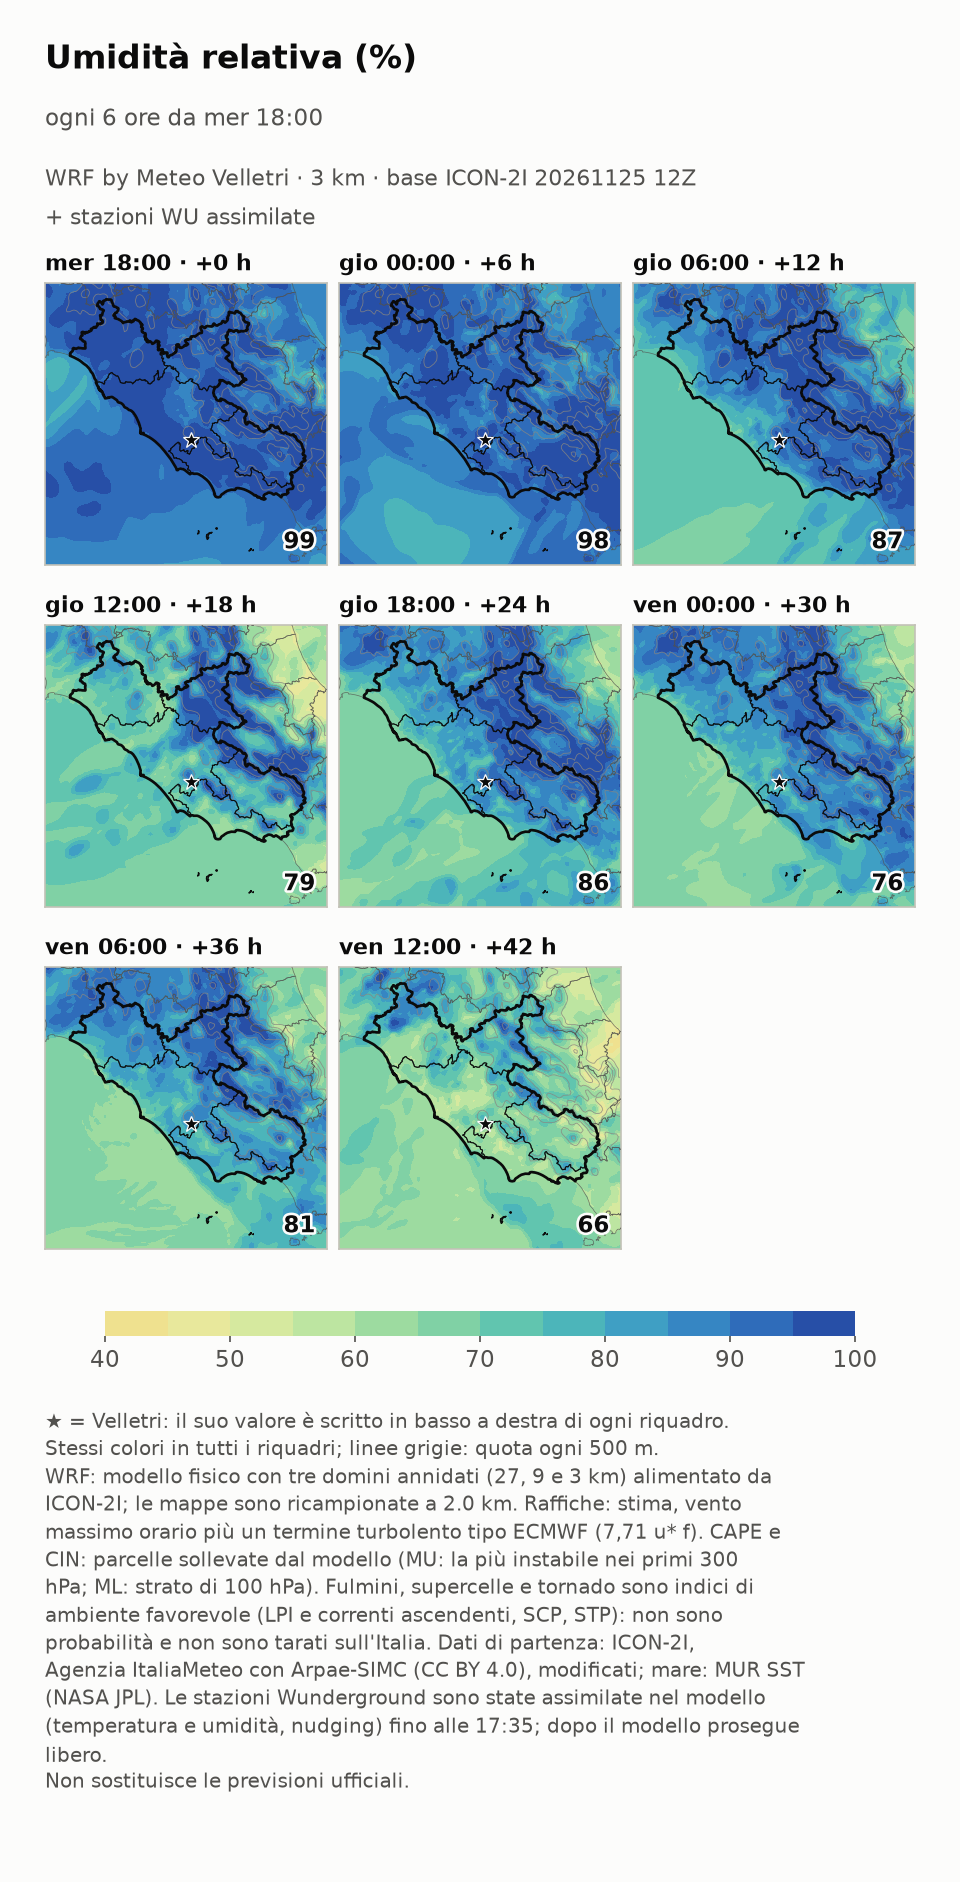 Umidità relativa (%)
ogni 6 ore da mer 18:00
WRF by Meteo Velletri · 3 km · base ICON-2I 20261125 12Z
+ stazioni WU assimilate
mer 18:00 · +0 h
gio 00:00 · +6 h
gio 06:00 · +12 h
99
98
87
gio 12:00 · +18 h
gio 18:00 · +24 h
ven 00:00 · +30 h
79
86
76
ven 06:00 · +36 h
ven 12:00 · +42 h
81
66
40 50 60 70 80 90 100
★ = Velletri: il suo valore è scritto in basso a destra di ogni riquadro.
Stessi colori in tutti i riquadri; linee grigie: quota ogni 500 m.
WRF: modello fisico con tre domini annidati (27, 9 e 3 km) alimentato da
ICON-2I; le mappe sono ricampionate a 2.0 km. Raffiche: stima, vento
massimo orario più un termine turbolento tipo ECMWF (7,71 u* f). CAPE e
CIN: parcelle sollevate dal modello (MU: la più instabile nei primi 300
hPa; ML: strato di 100 hPa). Fulmini, supercelle e tornado sono indici di
ambiente favorevole (LPI e correnti ascendenti, SCP, STP): non sono
probabilità e non sono tarati sull'Italia. Dati di partenza: ICON-2I,
Agenzia ItaliaMeteo con Arpae-SIMC (CC BY 4.0), modificati; mare: MUR SST
(NASA JPL). Le stazioni Wunderground sono state assimilate nel modello
(temperatura e umidità, nudging) fino alle 17:35; dopo il modello prosegue
libero.
Non sostituisce le previsioni ufficiali.